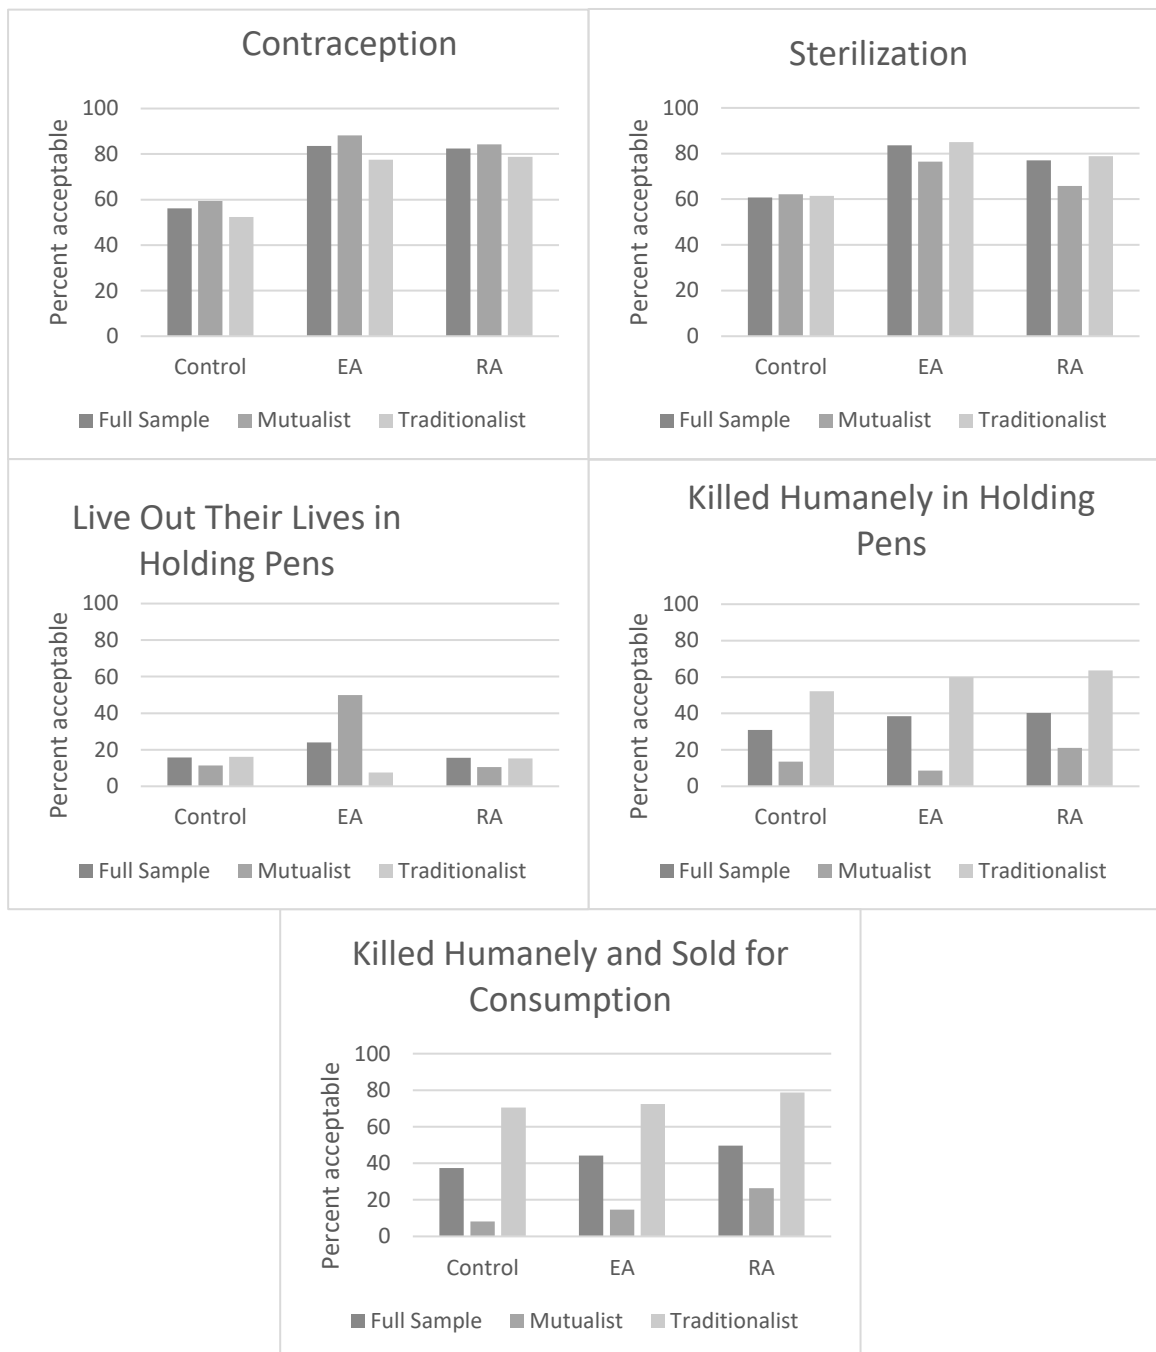 Contraception
Percent acceptable
100
80
60
40
20
0
Control EA RA
Full Sample Mutualist Traditionalist
Sterilization
Percent acceptable
100
80
60
40
20
0
Control EA RA
Full Sample Mutualist Traditionalist
Live Out Their Lives in
Holding Pens
Percent acceptable
100
80
60
40
20
0
Control EA RA
Full Sample Mutualist Traditionalist
Killed Humanely in Holding
Pens
Percent acceptable
100
80
60
40
20
0
Control EA RA
Full Sample Mutualist Traditionalist
Killed Humanely and Sold for
Consumption
Percent acceptable
100
80
60
40
20
0
Control EA RA
Full Sample Mutualist Traditionalist